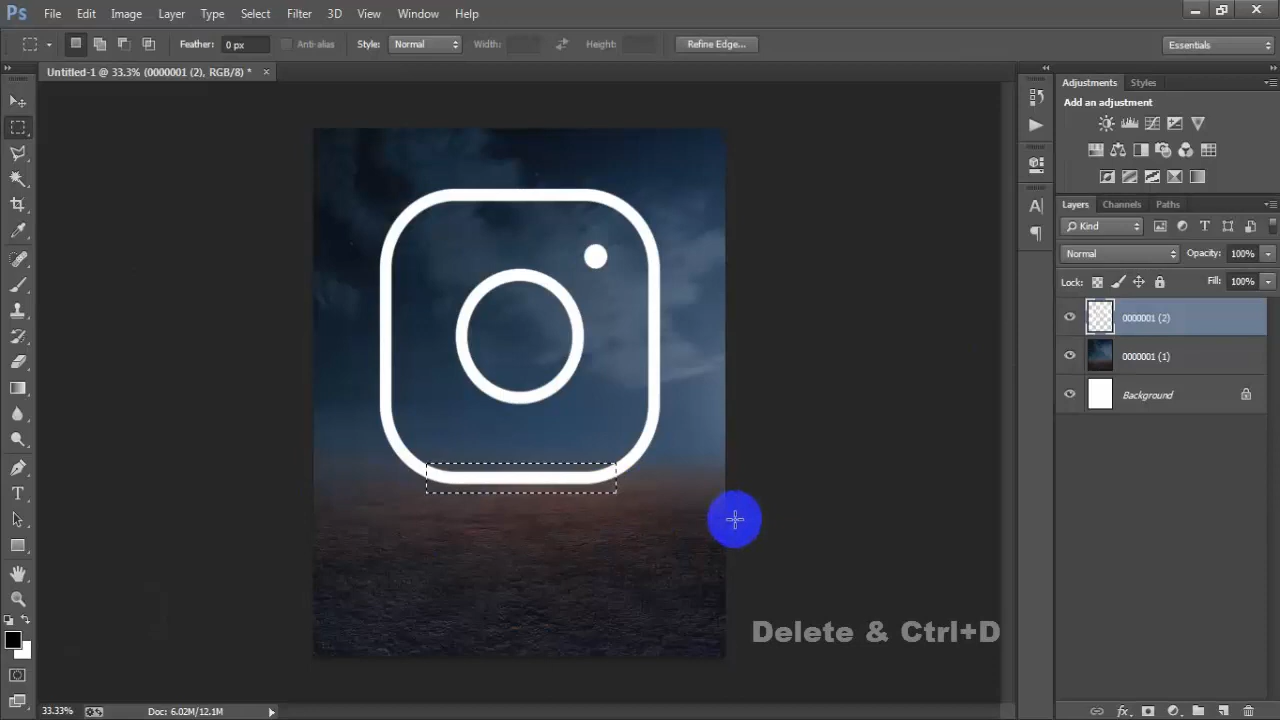 Ps File Edit Image Layer Type Select Filter 3D View Window Help
Feather: 0 px Anti-alias Style: Normal Width: Height: Refine Edge... Essentials
Untitled-1 @ 33.3% (0000001 (2), RGB/8) * ×
Adjustments Styles
Add an adjustment
Layers Channels Paths
Kind T
Normal Opacity: 100%
Lock: Fill: 100%
0000001 (2)
0000001 (1)
Background
T
A
Delete & Ctrl+D
33.33% Doc: 6.02M/12.1M
fx